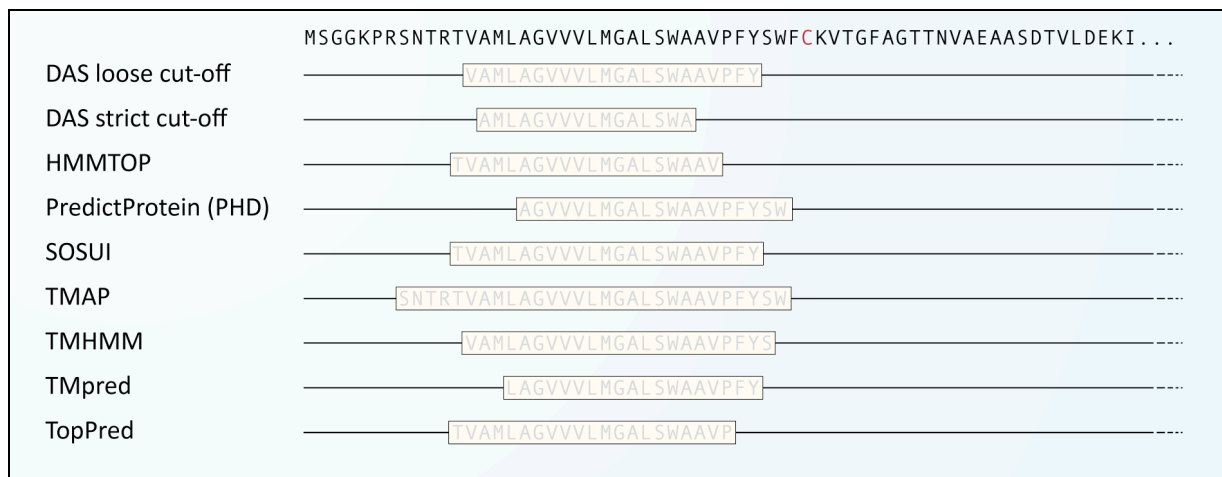 MSGGKPRSNTRTVAMLAGVVVLMGALSWAAVPFYSWFCKVTGFAGTTNVAEAASDTVLDEKI...
DAS loose cut-off VAMLAGVVVLMGALSWAAVPFY
DAS strict cut-off AMLAGVVVLMGALSWA
HMMTOP TVAMLAGVVVLMGALSWAAV
PredictProtein (PHD) AGVVVLMGALSWAAVPFYSW
SOSUI TVAMLAGVVVLMGALSWAAVPFY
TMAP SNTRTVAMLAGVVVLMGALSWAAVPFYSW
TMHMM VAMLAGVVVLMGALSWAAVPFYS
TMpred LAGVVVLMGALSWAAVPFY
TopPred TVAMLAGVVVLMGALSWAAVP